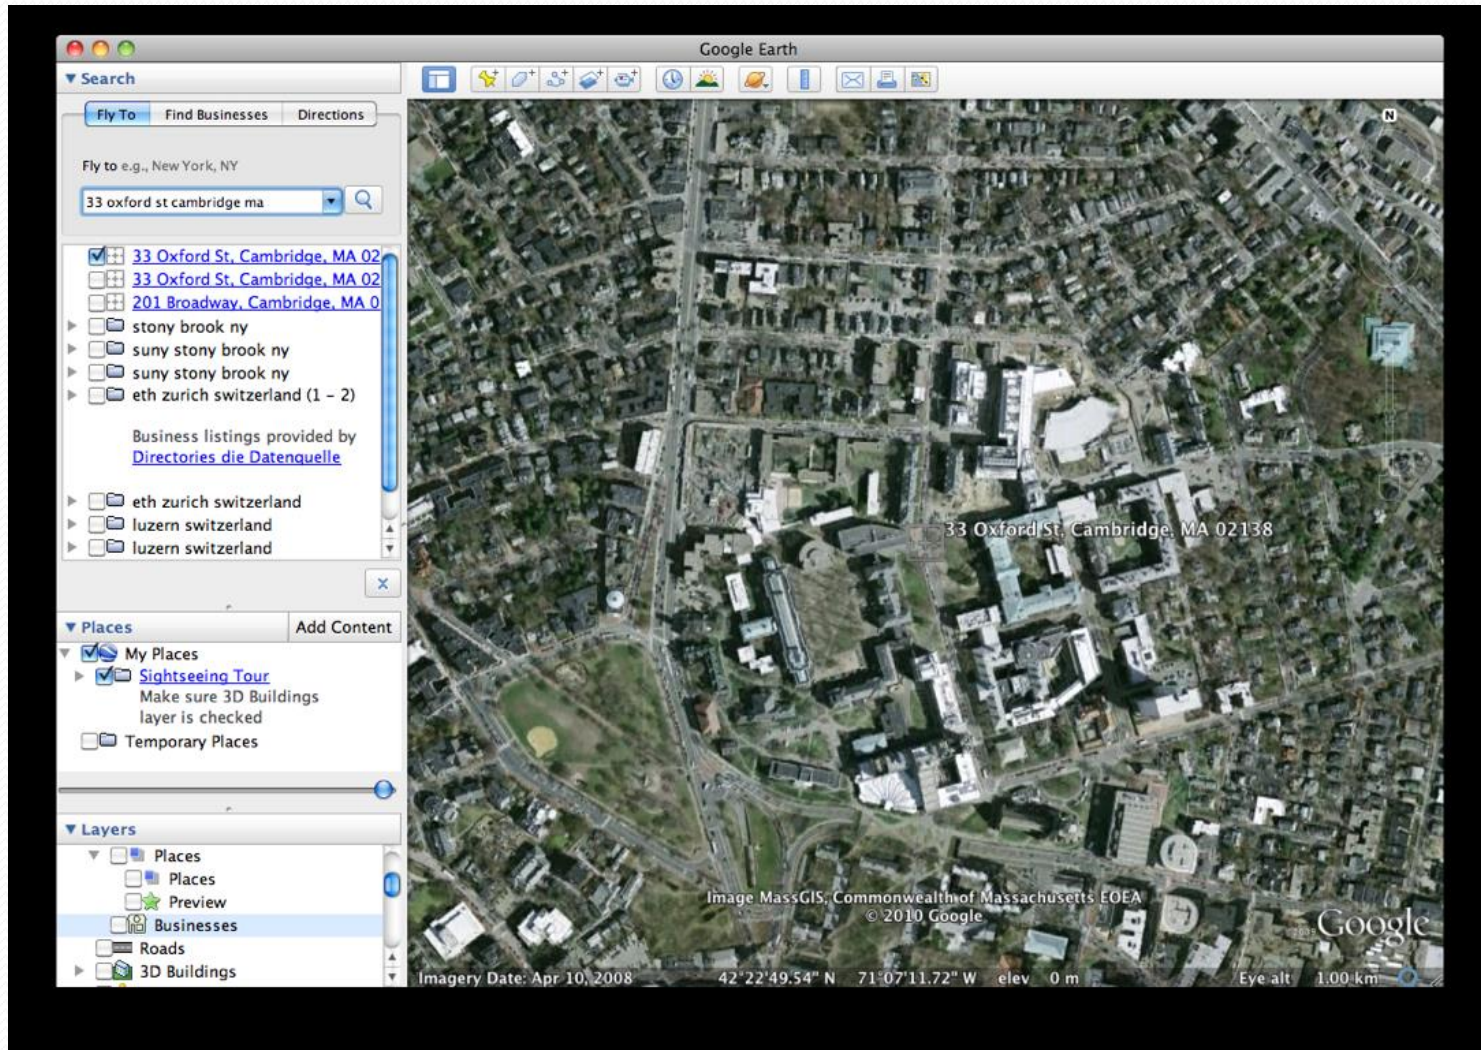 Google Earth
Search
Fly To Find Businesses Directions
Fly to e.g., New York, NY
33 oxford st cambridge ma
33 Oxford St, Cambridge, MA 02
33 Oxford St, Cambridge, MA 02
201 Broadway, Cambridge, MA 0
stony brook ny
suny stony brook ny
suny stony brook ny
eth zurich switzerland (1 – 2)
Business listings provided by
Directories die Datenquelle
eth zurich switzerland
luzern switzerland
luzern switzerland
Places Add Content
My Places
Sightseeing Tour
Make sure 3D Buildings
layer is checked
Temporary Places
Layers
Places
Places
Preview
Businesses
Roads
3D Buildings
N
33 Oxford St, Cambridge, MA 02138
Image MassGIS, Commonwealth of Massachusetts EOEA
© 2010 Google
Google
Imagery Date: Apr 10, 2008 42°22'49.54" N 71°07'11.72" W elev 0 m Eye alt 1.00 km